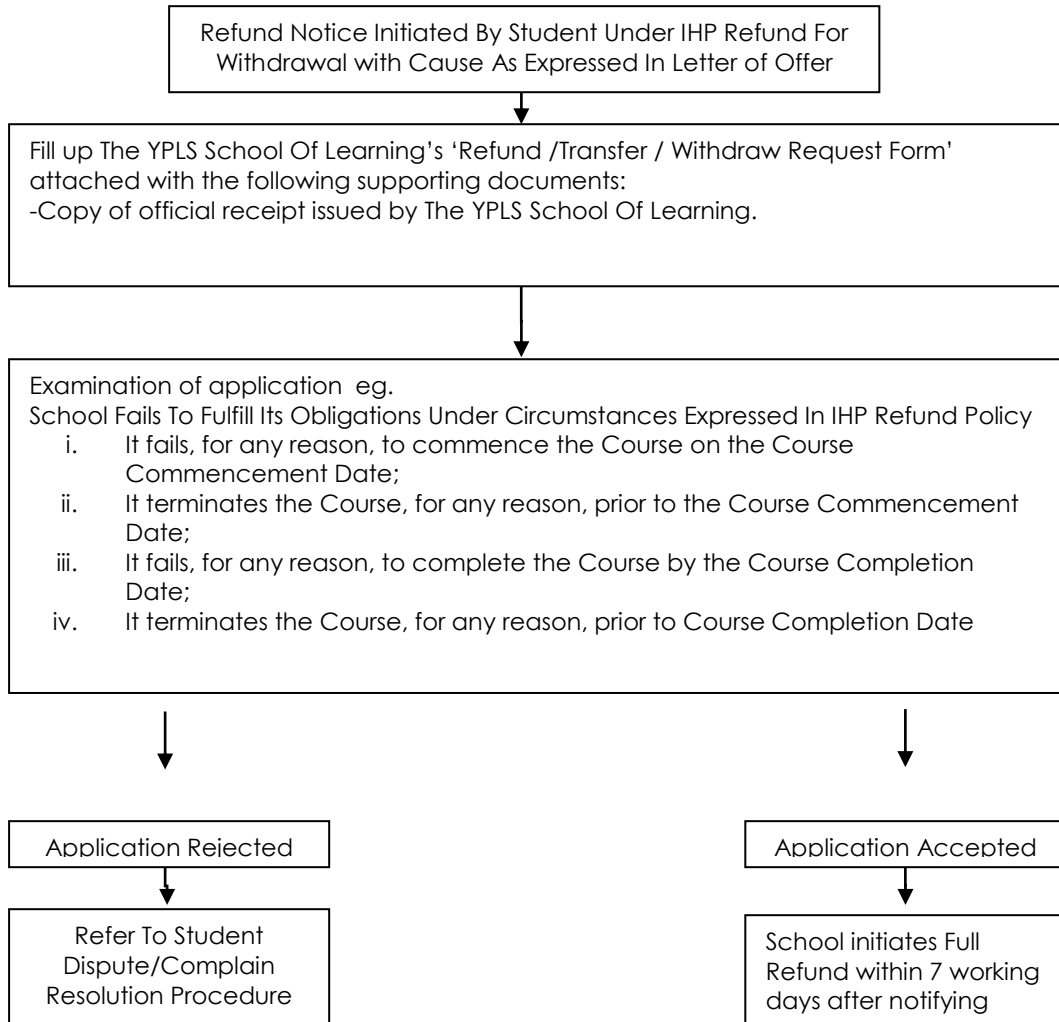 Refund Notice Initiated By Student Under IHP Refund For
Withdrawal with Cause As Expressed In Letter of Offer
Fill up The YPLS School Of Learning's ‘Refund /Transfer / Withdraw Request Form’
attached with the following supporting documents:
-Copy of official receipt issued by The YPLS School Of Learning.
Examination of application eg.
School Fails To Fulfill Its Obligations Under Circumstances Expressed In IHP Refund Policy
i. It fails, for any reason, to commence the Course on the Course
Commencement Date;
ii. It terminates the Course, for any reason, prior to the Course Commencement
Date;
iii. It fails, for any reason, to complete the Course by the Course Completion
Date;
iv. It terminates the Course, for any reason, prior to Course Completion Date
Application Rejected
Application Accepted
Refer To Student
Dispute/Complain
Resolution Procedure
School initiates Full
Refund within 7 working
days after notifying